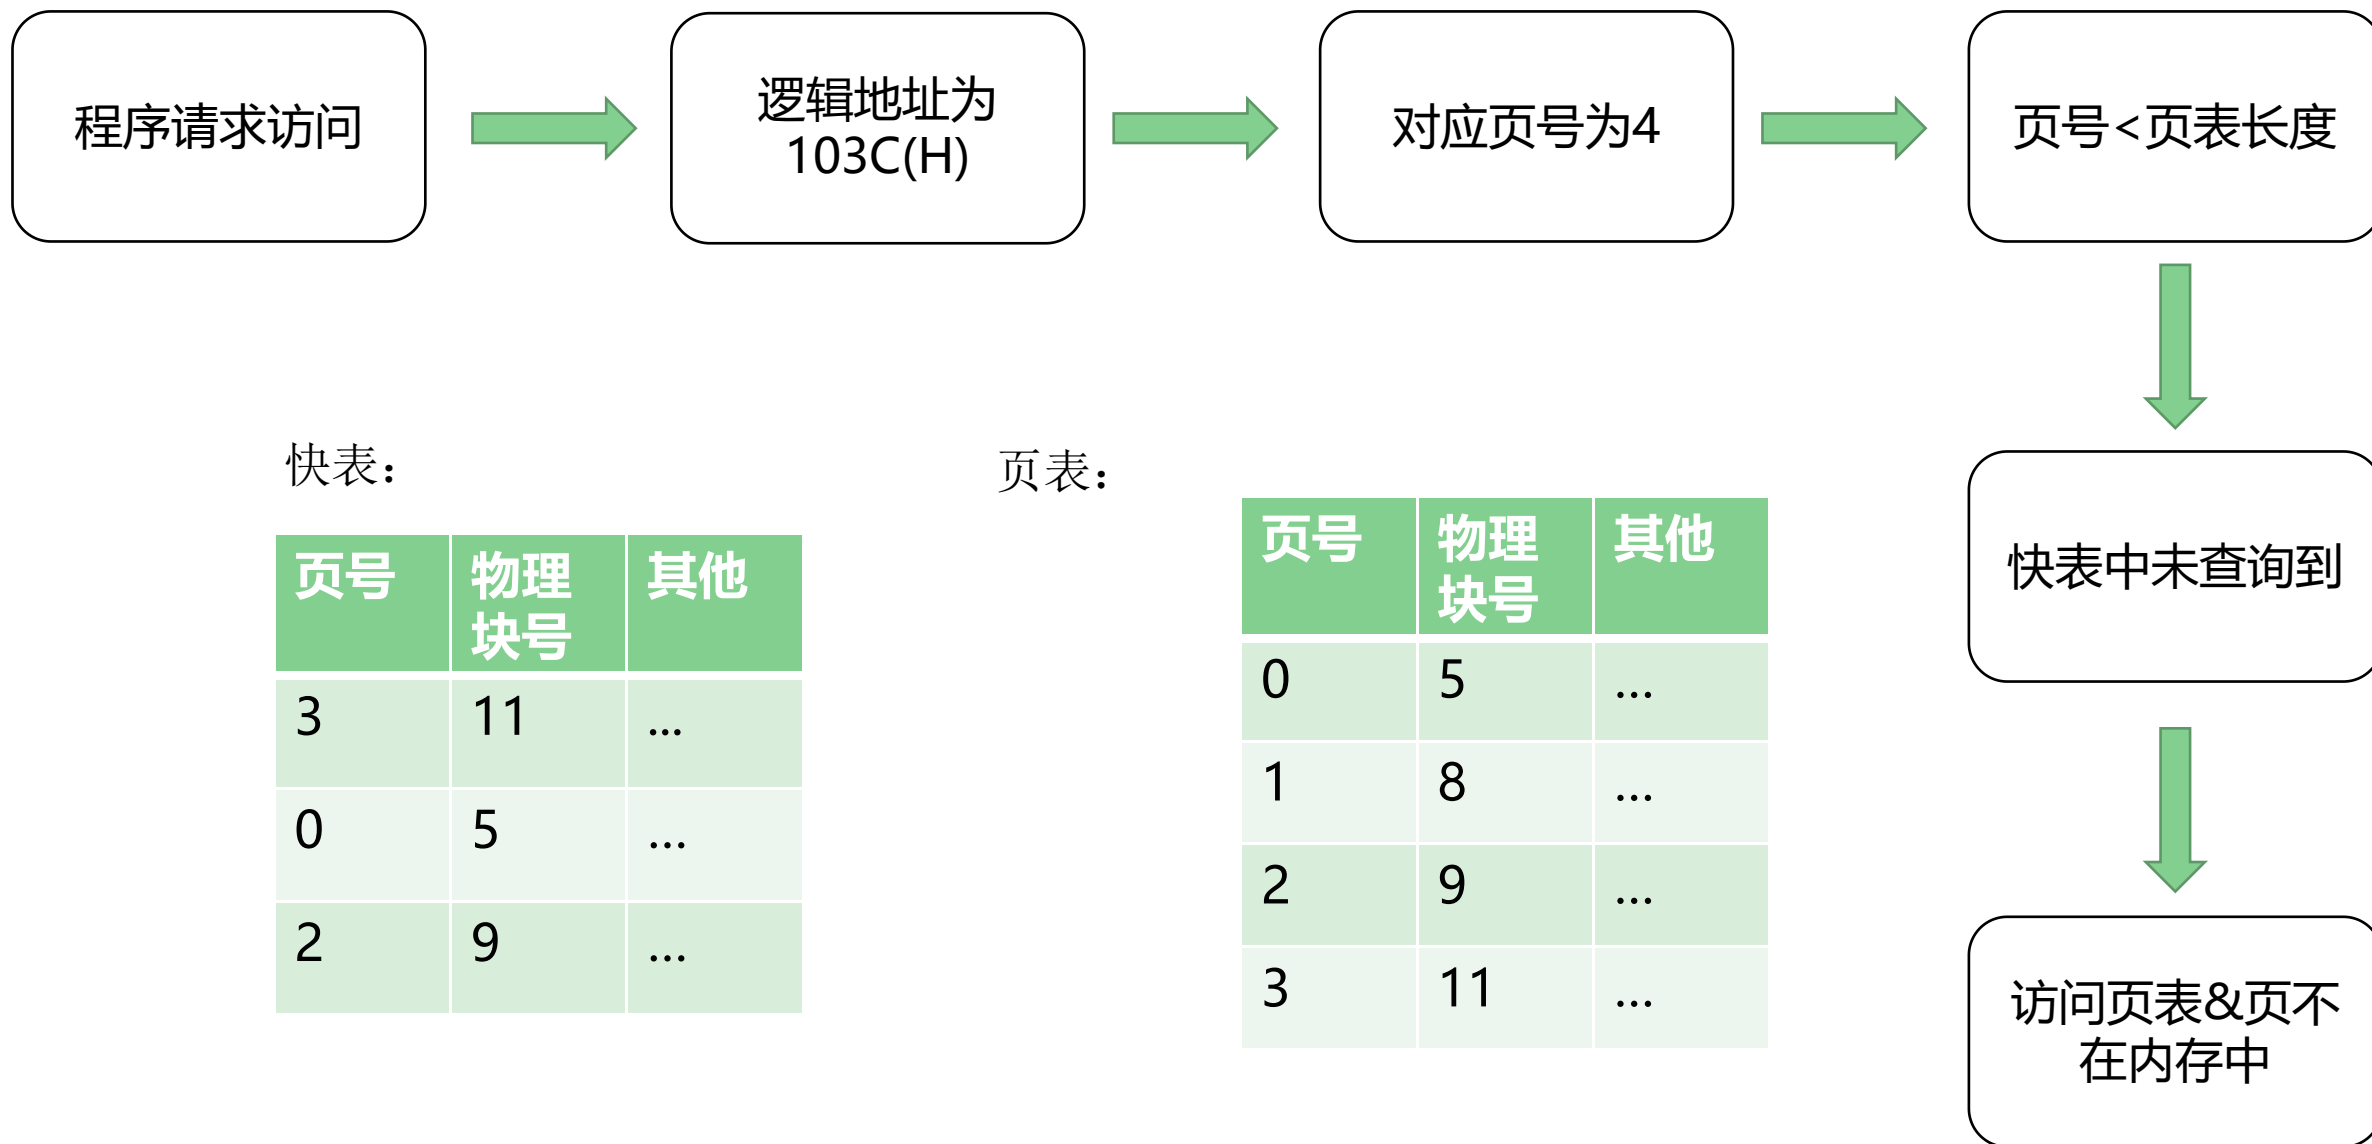 程序请求访问
逻辑地址为
103C(H)
对应页号为4
页号<页表长度
快表中未查询到
访问页表&页不
在内存中
快表：
页号 物理 其他
块号
3 11 ...
0 5 ...
2 9 ...
页表：
页号 物理 其他
块号
0 5 ...
1 8 ...
2 9 ...
3 11 ...